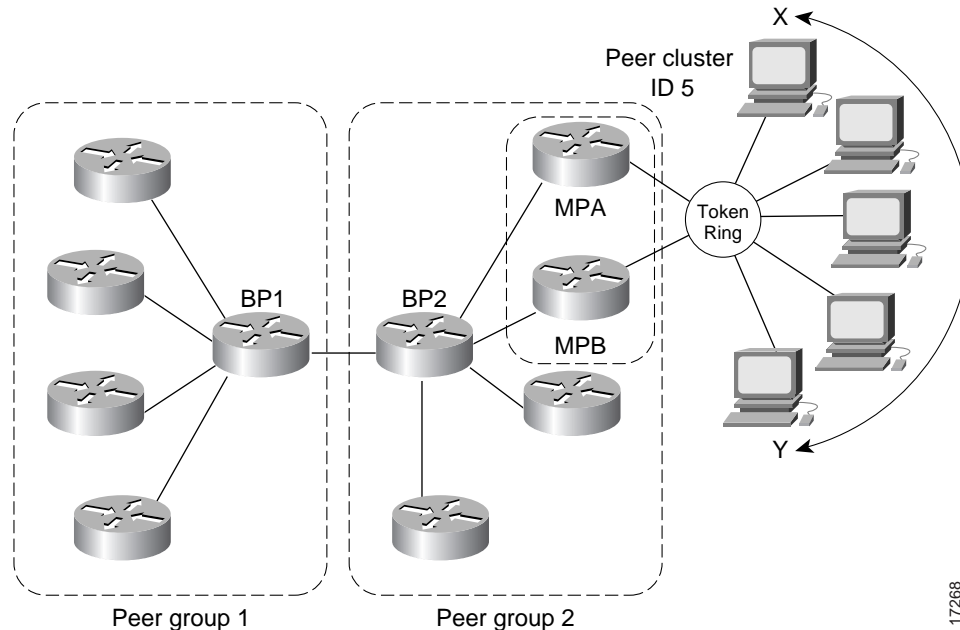 X
Peer cluster
ID 5
MPA
Token
Ring
BP1
BP2
MPB
Y
Peer group 1
Peer group 2
17268